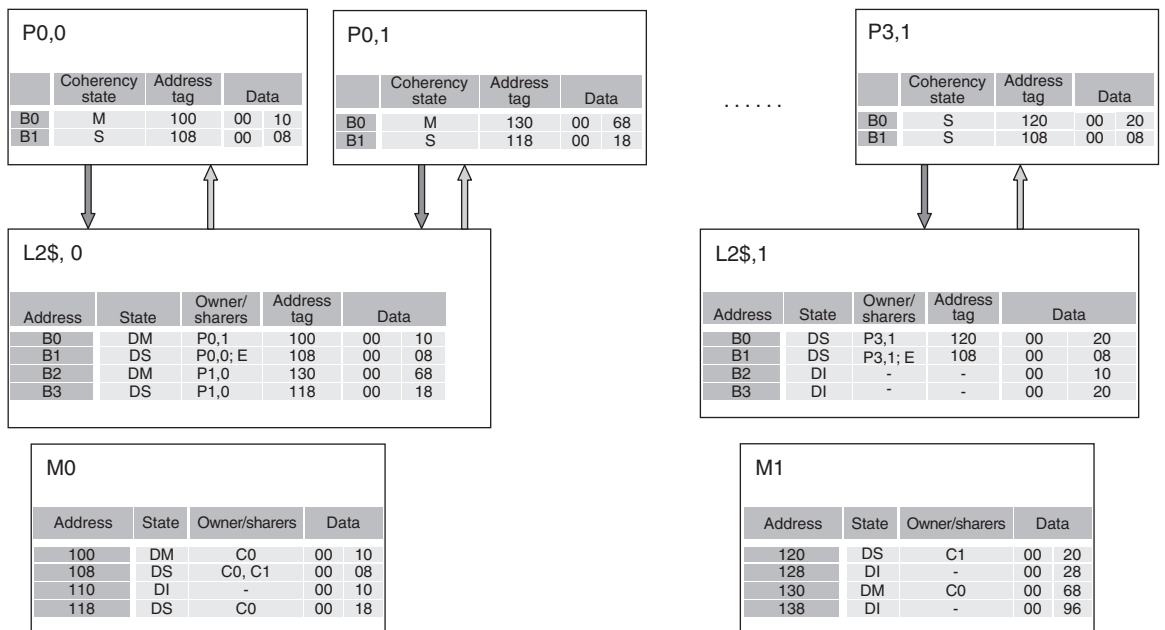 P0,0
Coherency state Address tag Data
B0 M 100 00 10
B1 S 108 00 08
P0,1
Coherency state Address tag Data
B0 M 130 00 68
B1 S 118 00 18
. . . . . .
P3,1
Coherency state Address tag Data
B0 S 120 00 20
B1 S 108 00 08
L2$, 0
Address State Owner/ sharers Address tag Data
B0 DM P0,1 100 00 10
B1 DS P0,0; E 108 00 08
B2 DM P1,0 130 00 68
B3 DS P1,0 118 00 18
L2$,1
Address State Owner/ sharers Address tag Data
B0 DS P3,1 120 00 20
B1 DS P3,1; E 108 00 08
B2 DI - - 00 10
B3 DI - - 00 20
M0
Address State Owner/sharers Data
100 DM C0 00 10
108 DS C0, C1 00 08
110 DI - 00 10
118 DS C0 00 18
M1
Address State Owner/sharers Data
120 DS C1 00 20
128 DI - 00 28
130 DM C0 00 68
138 DI - 00 96